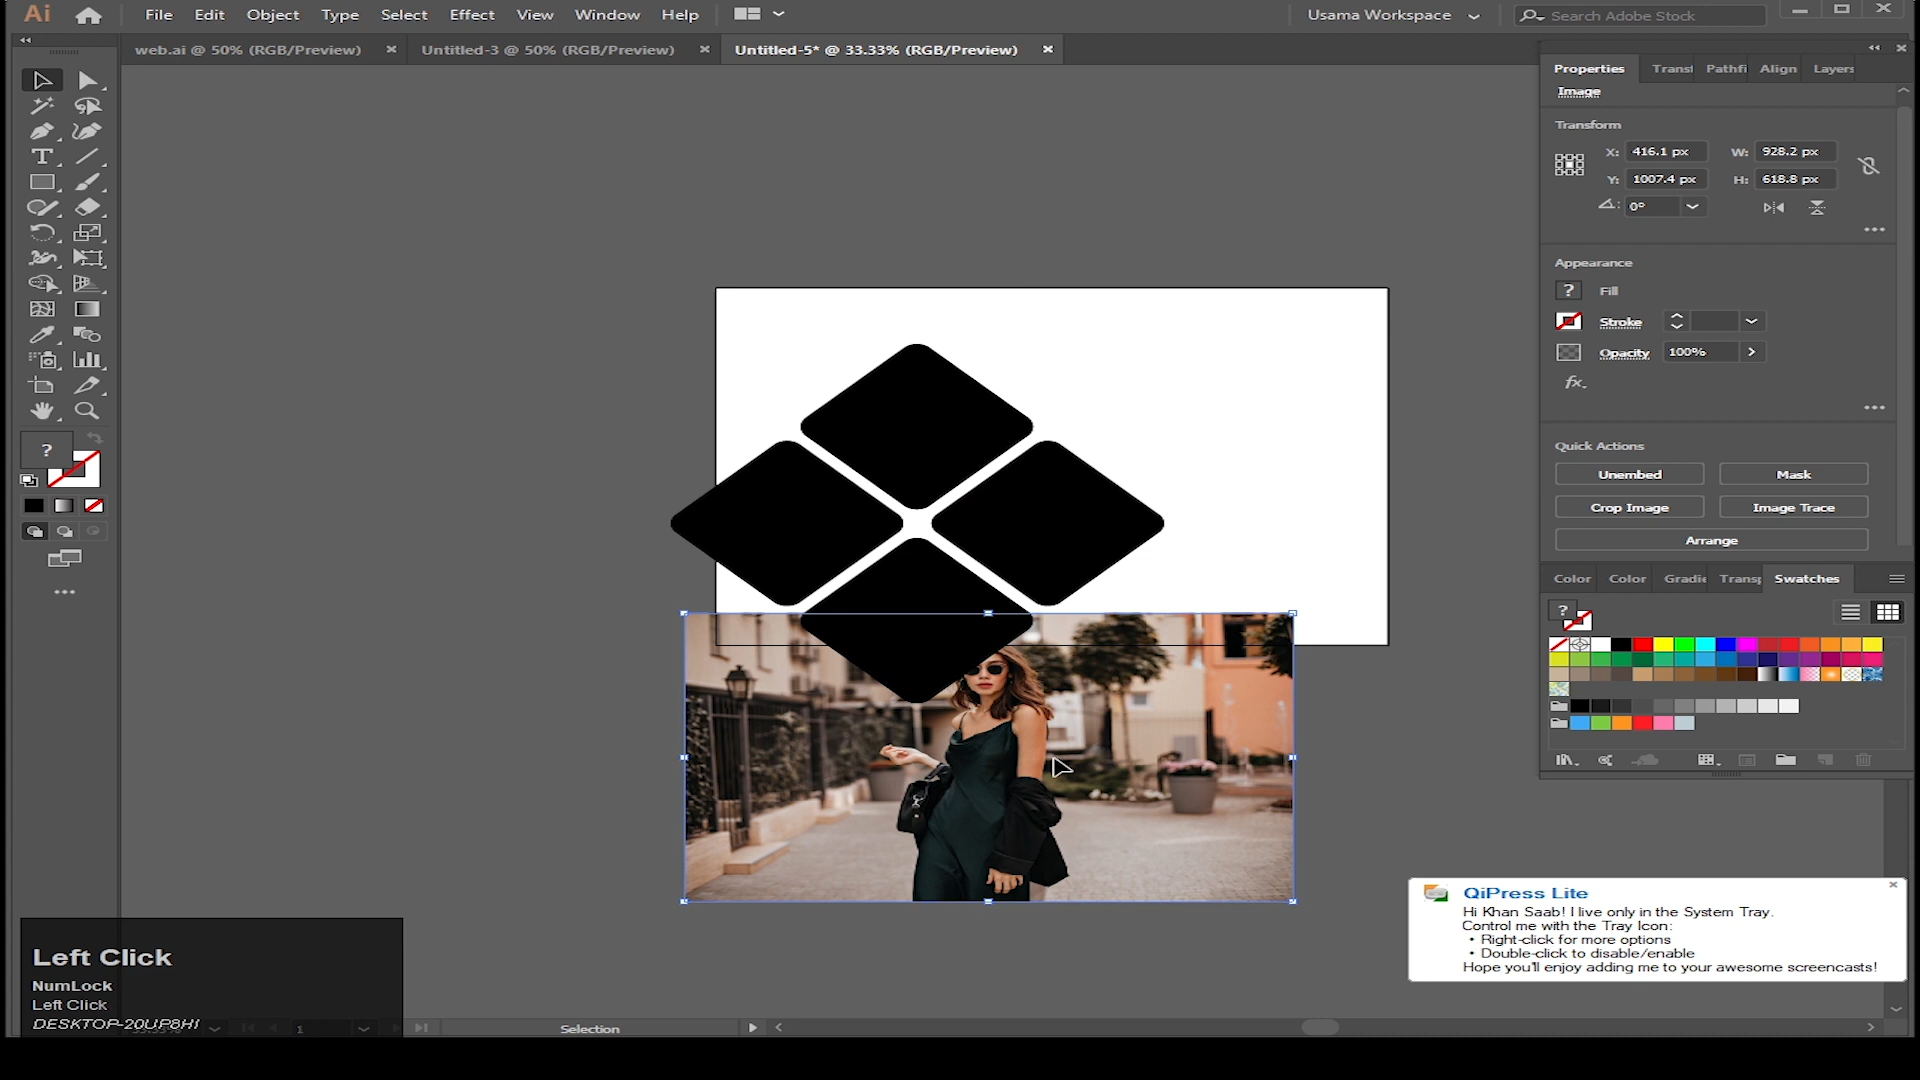 Ai File Edit Object Type Select Effect View Window Help Usama Workspace Search Adobe Stock
web.ai @ 50% (RGB/Preview) Untitled-3 @ 50% (RGB/Preview) Untitled-5* @ 33.33% (RGB/Preview)
Properties Transf Pathfi Align Layers
Image
Transform
X: 416.1 px W: 928.2 px
Y: 1007.4 px H: 618.8 px
0°
Appearance
? Fill
Stroke
Opacity 100%
fx
Quick Actions
Unembed Mask
Crop Image Image Trace
Arrange
Color Color Gradie Transp Swatches
?
?
QiPress Lite
Hi Khan Saab! I live only in the System Tray.
Control me with the Tray Icon:
• Right-click for more options
• Double-click to disable/enable
Hope you'll enjoy adding me to your awesome screencasts!
Left Click
NumLock
Left Click
DESKTOP-20UP8HI
1 Selection